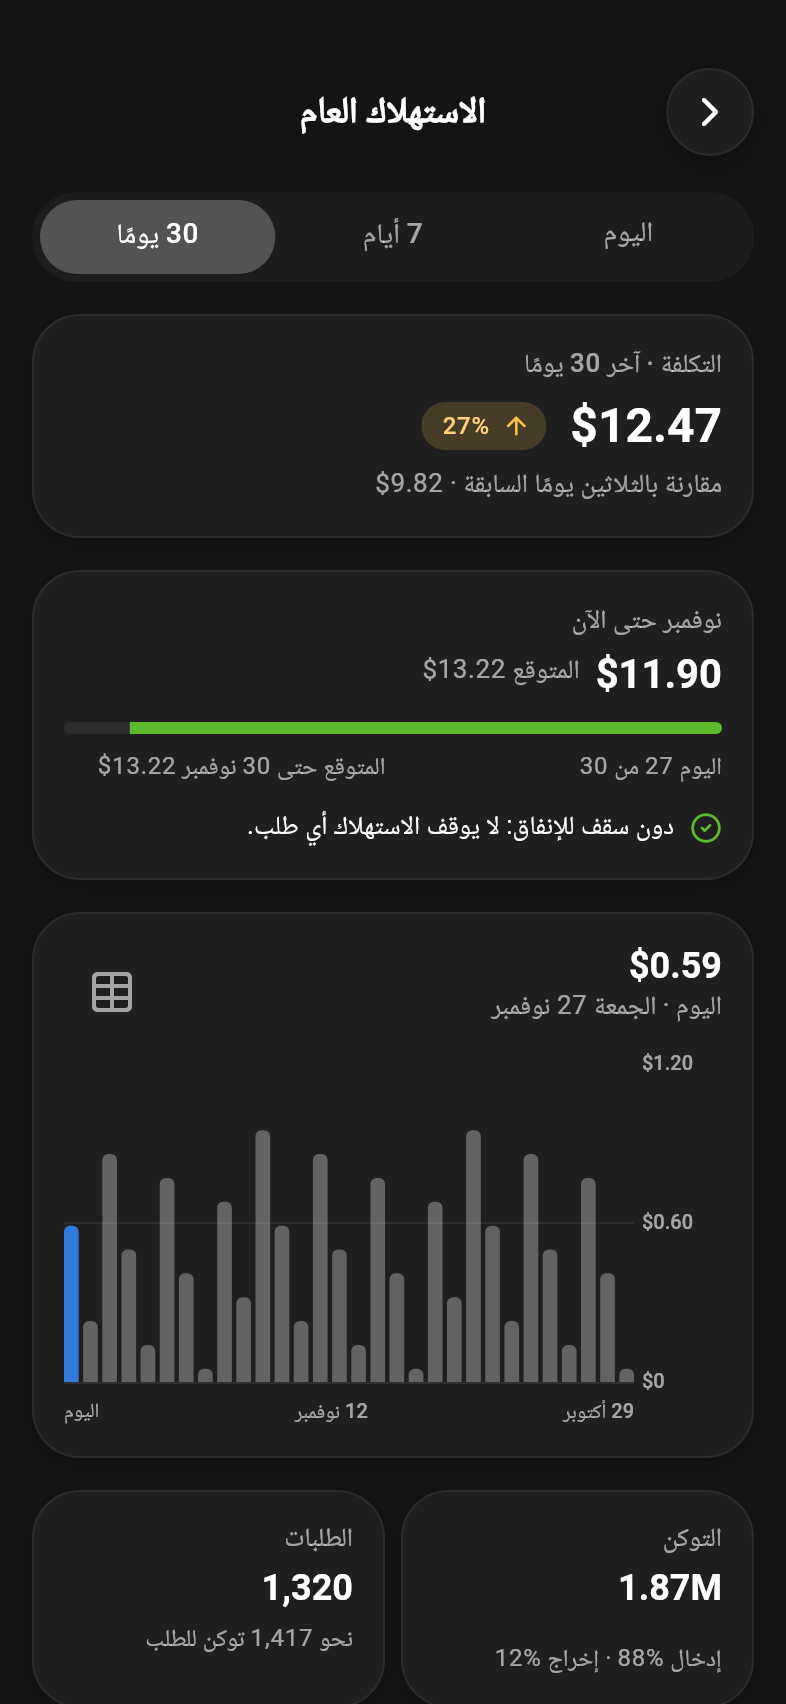 الاستهلاك العام
اليوم
7 أيام
30 يومًا
التكلفة · آخر 30 يومًا
$12.47
27%
مقارنة بالثلاثين يومًا السابقة · $9.82
نوفمبر حتى الآن
$11.90 المتوقع $13.22
اليوم 27 من 30
المتوقع حتى 30 نوفمبر $13.22
دون سقف للإنفاق: لا يوقف الاستهلاك أي طلب.
$0.59
اليوم · الجمعة 27 نوفمبر
$1.20
$0.60
$0
29 أكتوبر
12 نوفمبر
اليوم
التوكن
1.87M
إدخال 88% · إخراج 12%
الطلبات
1,320
نحو 1,417 توكن للطلب